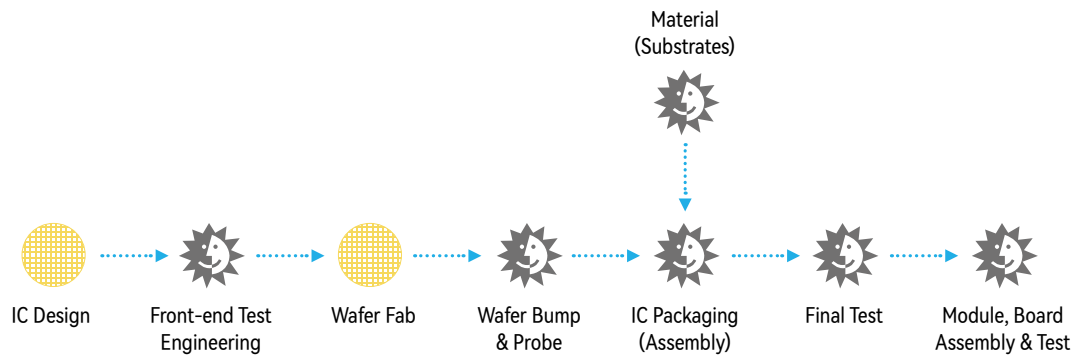 Material
(Substrates)
IC Design
Front-end Test
Engineering
Wafer Fab
Wafer Bump
& Probe
IC Packaging
(Assembly)
Final Test
Module, Board
Assembly & Test